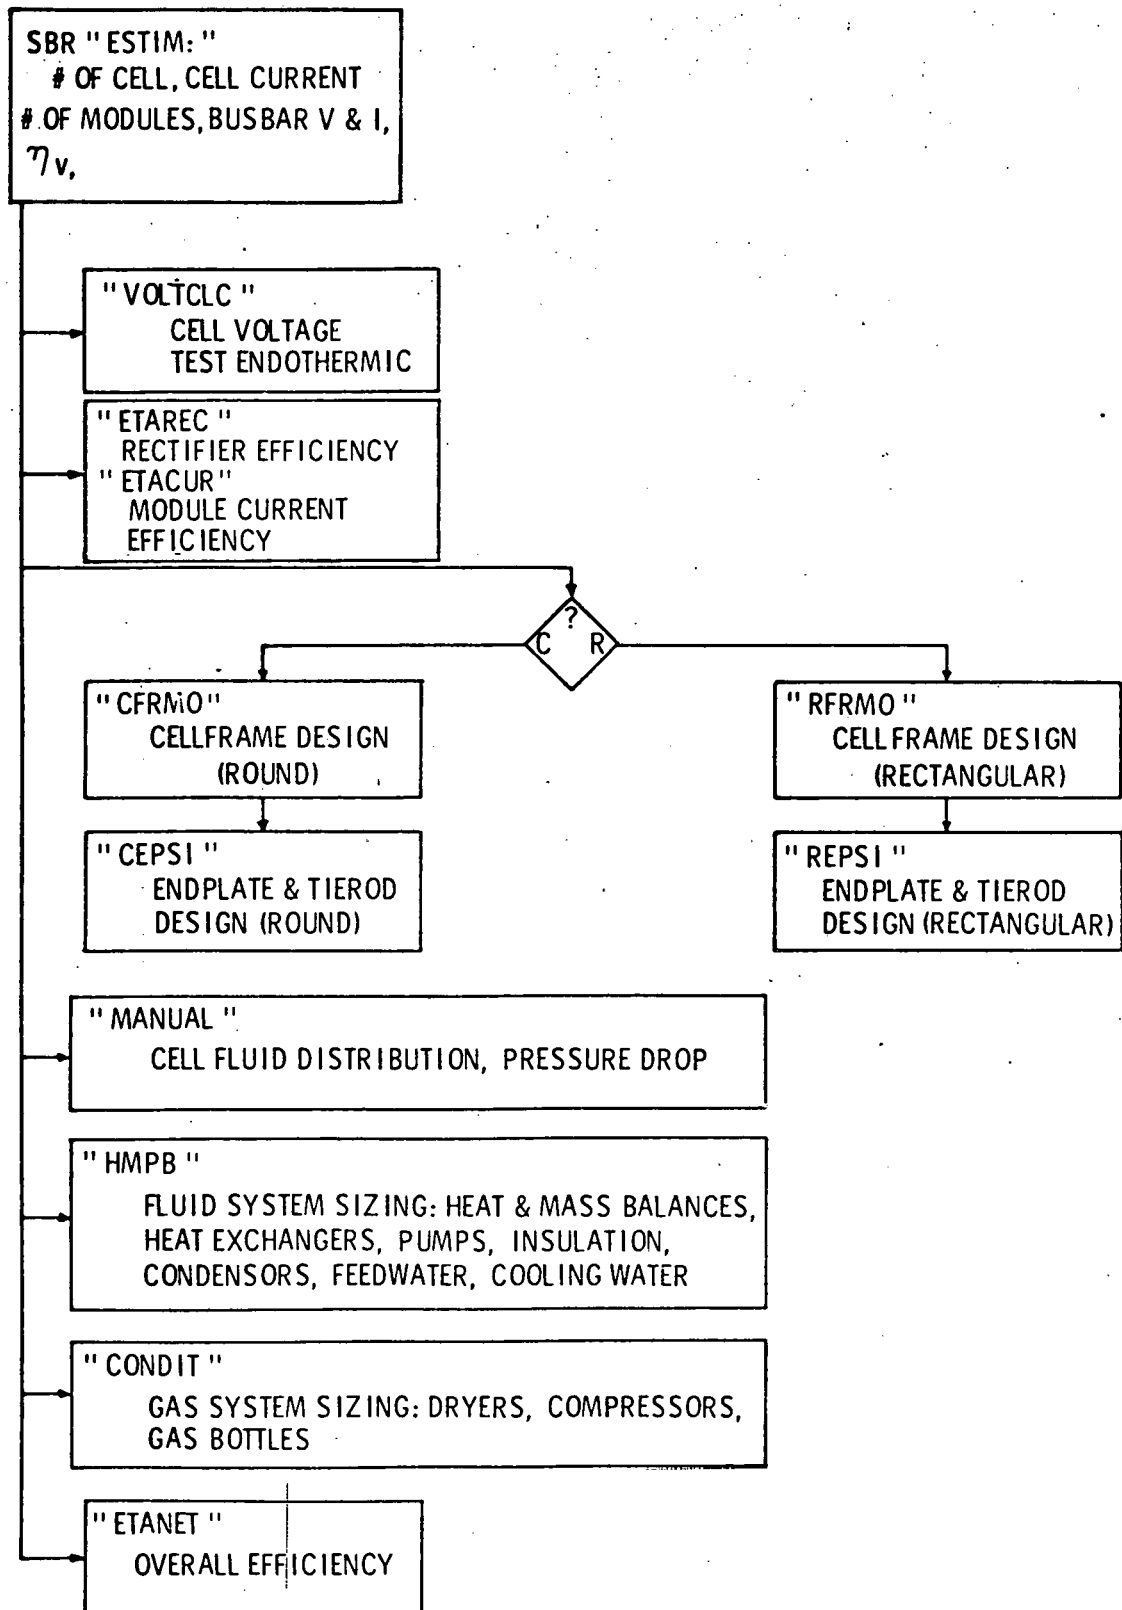 SBR "ESTIM:"
# OF CELL, CELL CURRENT
# OF MODULES, BUSBAR V & I,
ηv,
"VOLTCLC"
CELL VOLTAGE
TEST ENDOTHERMIC
"ETAREC"
RECTIFIER EFFICIENCY
"ETACUR"
MODULE CURRENT
EFFICIENCY
?
C R
"CFRMO"
CELLFRAME DESIGN
(ROUND)
"RFRMO"
CELLFRAME DESIGN
(RECTANGULAR)
"CEPSI"
ENDPLATE & TIEROD
DESIGN (ROUND)
"REPSI"
ENDPLATE & TIEROD
DESIGN (RECTANGULAR)
"MANUAL"
CELL FLUID DISTRIBUTION, PRESSURE DROP
"HMPB"
FLUID SYSTEM SIZING: HEAT & MASS BALANCES,
HEAT EXCHANGERS, PUMPS, INSULATION,
CONDENSORS, FEEDWATER, COOLING WATER
"CONDIT"
GAS SYSTEM SIZING: DRYERS, COMPRESSORS,
GAS BOTTLES
"ETANET"
OVERALL EFFICIENCY